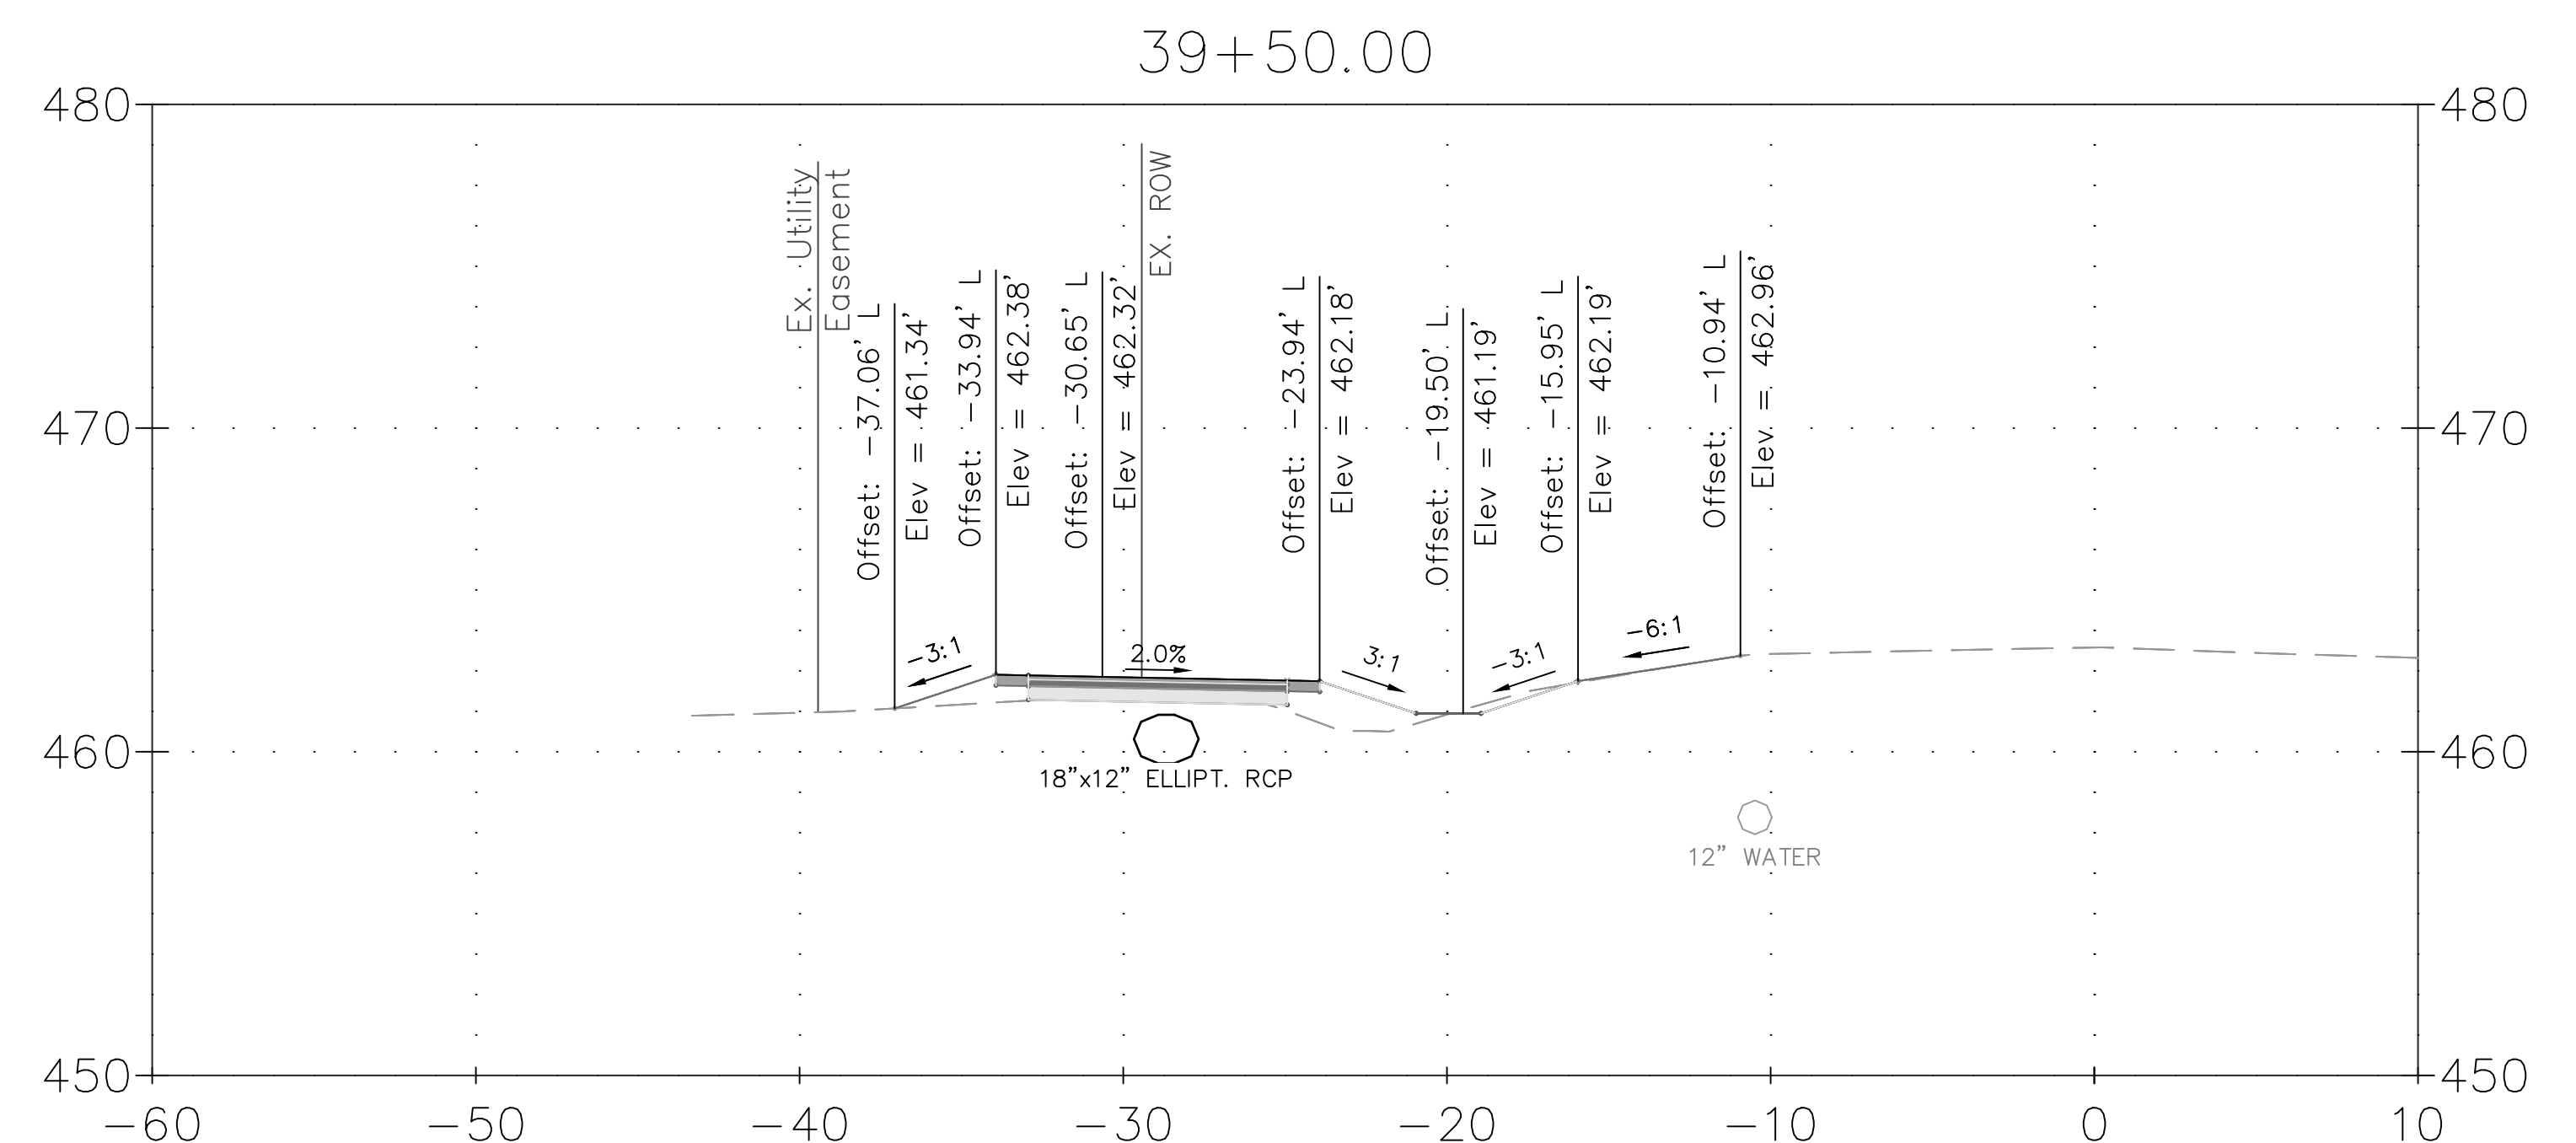 39+50.00
480
480
Ex. Utility
Easement
EX. ROW
Offset: -37.06' L
Elev = 461.34'
Offset: -33.94' L
Elev = 462.38'
Offset: -30.65' L
Elev = 462.32'
Offset: -23.94' L
Elev = 462.18'
Offset: -19.50' L
Elev = 461.19'
Offset: -15.95' L
Elev = 462.19'
Offset: -10.94' L
Elev = 462.96'
470
470
-3:1
2.0%
3:1
-3:1
-6:1
460
460
18"x12" ELLIPT. RCP
12" WATER
450
450
-60
-50
-40
-30
-20
-10
0
10